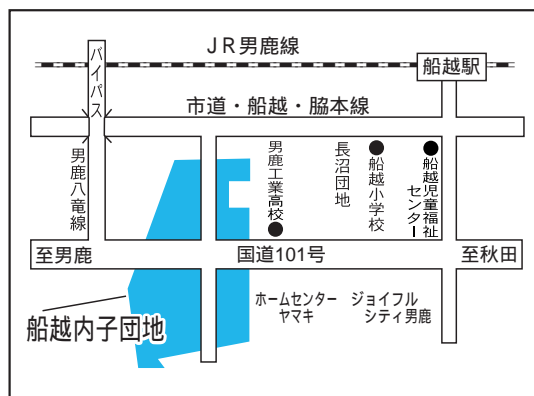 JR男鹿線
バイパス
船越駅
市道・船越・脇本線
男鹿八竜線
男鹿工業高校
長沼団地
船越小学校
船越児童福祉
センター
至男鹿
国道101号
至秋田
ホームセンター
ヤマキ
ジョイフル
シティ男鹿
船越内子団地